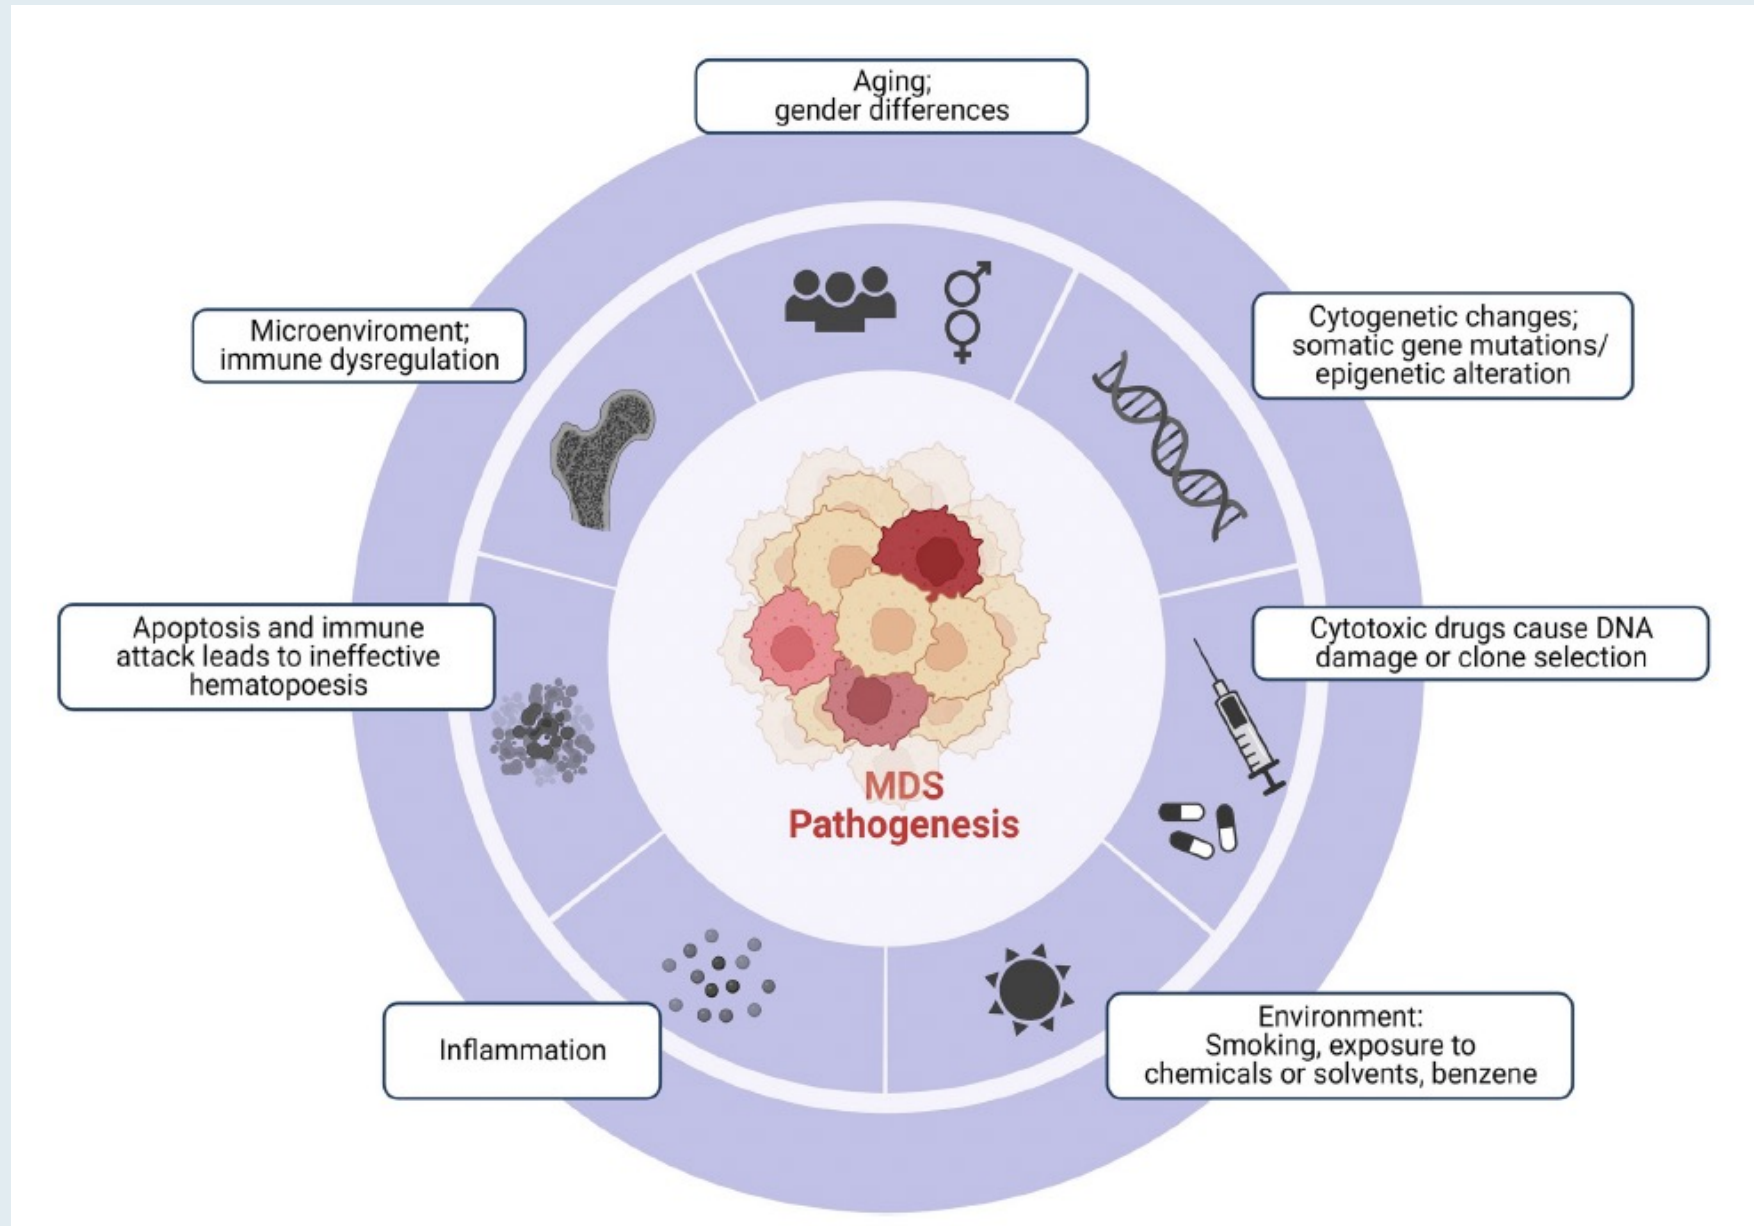 Aging;
gender differences
Microenviroment;
immune dysregulation
Cytogenetic changes;
somatic gene mutations/
epigenetic alteration
Apoptosis and immune
attack leads to ineffective
hematopoesis
Cytotoxic drugs cause DNA
damage or clone selection
MDS
Pathogenesis
Inflammation
Environment:
Smoking, exposure to
chemicals or solvents, benzene